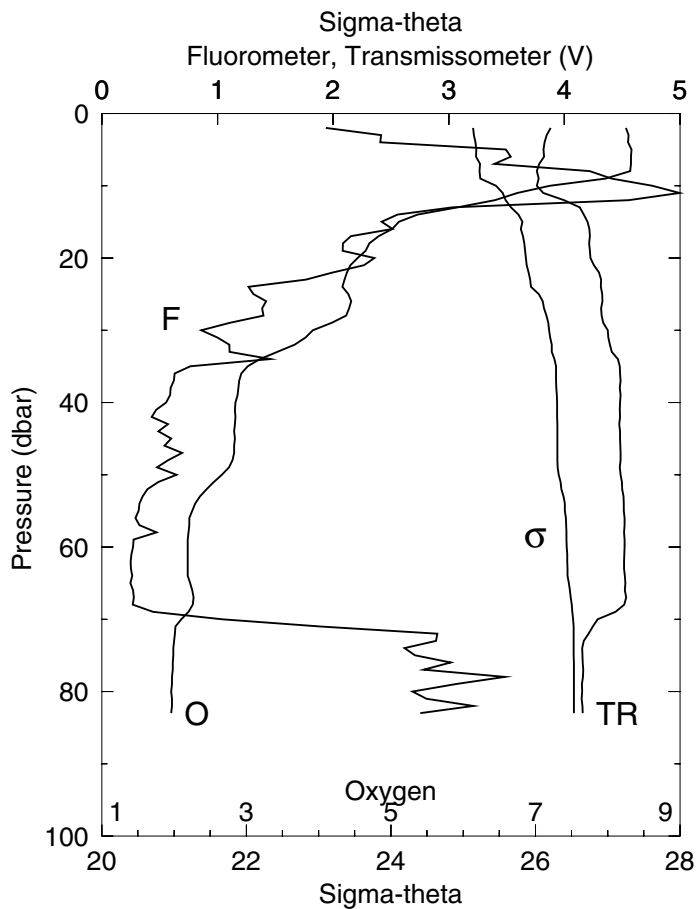 Sigma-theta
Fluorometer, Transmissometer (V)
0 1 2 3 4 5
0
20
40
60
80
100
Pressure (dbar)
F
σ
O
TR
Oxygen
1 3 5 7 9
20 22 24 26 28
Sigma-theta